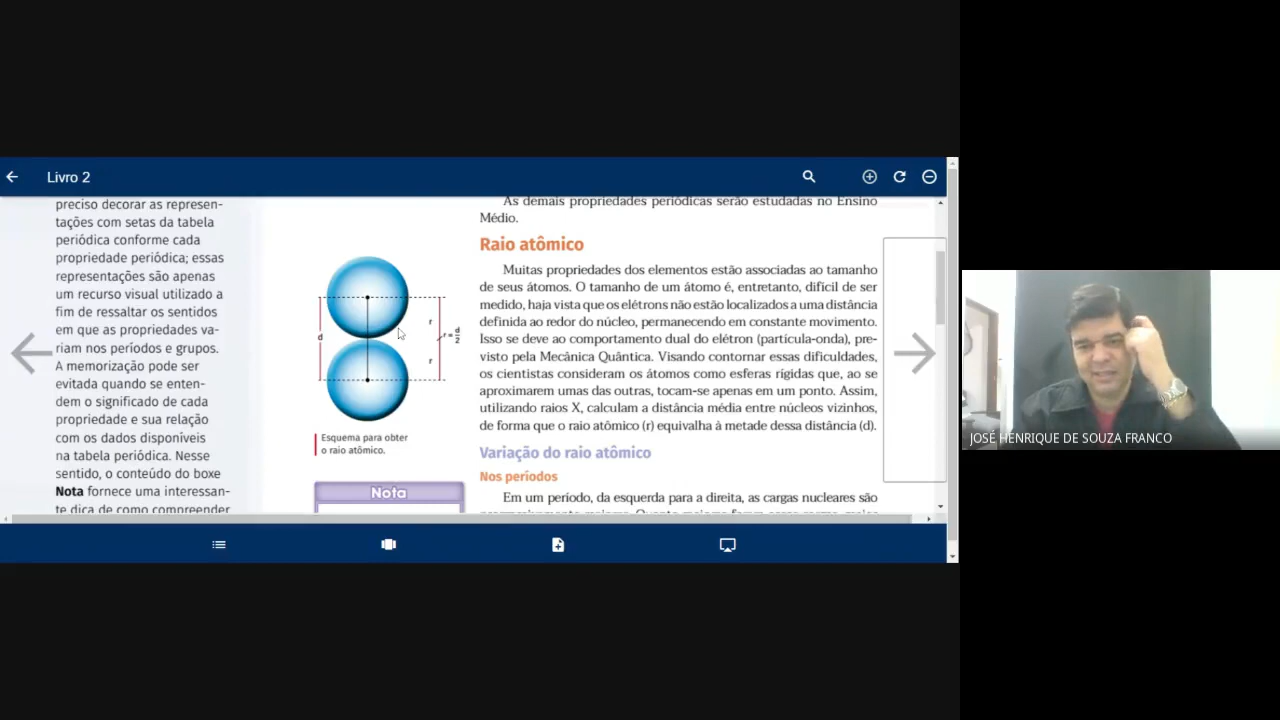 Livro 2
preciso decorar as represen-
tações com setas da tabela
periódica conforme cada
propriedade periódica; essas
representações são apenas
um recurso visual utilizado a
fim de ressaltar os sentidos
em que as propriedades va-
riam nos períodos e grupos.
A memorização pode ser
evitada quando se enten-
dem o significado de cada
propriedade e sua relação
com os dados disponíveis
na tabela periódica. Nesse
sentido, o conteúdo do boxe
Nota fornece uma interessan-
te dica de como compreender
d
r
r
r = d/2
Esquema para obter
o raio atômico.
Nota
As demais propriedades periódicas serão estudadas no Ensino
Médio.
Raio atômico
Muitas propriedades dos elementos estão associadas ao tamanho
de seus átomos. O tamanho de um átomo é, entretanto, difícil de ser
medido, haja vista que os elétrons não estão localizados a uma distância
definida ao redor do núcleo, permanecendo em constante movimento.
Isso se deve ao comportamento dual do elétron (partícula-onda), pre-
visto pela Mecânica Quântica. Visando contornar essas dificuldades,
os cientistas consideram os átomos como esferas rígidas que, ao se
aproximarem umas das outras, tocam-se apenas em um ponto. Assim,
utilizando raios X, calculam a distância média entre núcleos vizinhos,
de forma que o raio atômico (r) equivalha à metade dessa distância (d).
Variação do raio atômico
Nos períodos
Em um período, da esquerda para a direita, as cargas nucleares são
JOSÉ HENRIQUE DE SOUZA FRANCO